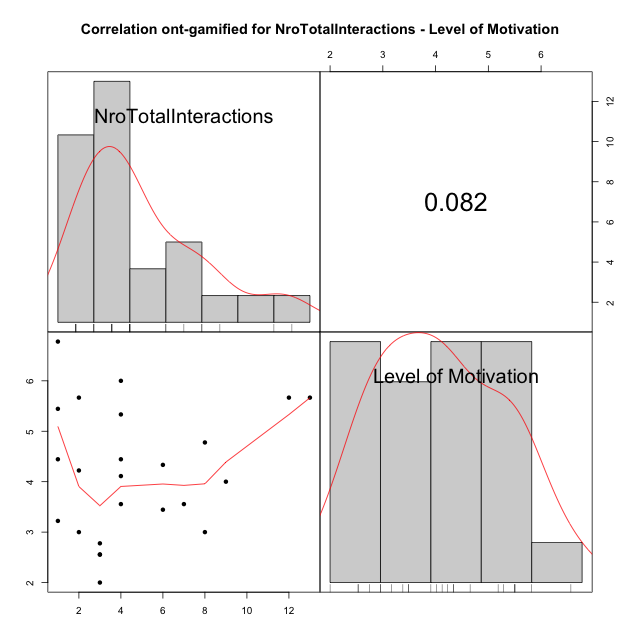 Correlation ont-gamified for NroTotalInteractions - Level of Motivation
2 3 4 5 6
NroTotalInteractions
0.082
12
10
8
6
4
2
Level of Motivation
6
5
4
3
2
2 4 6 8 10 12